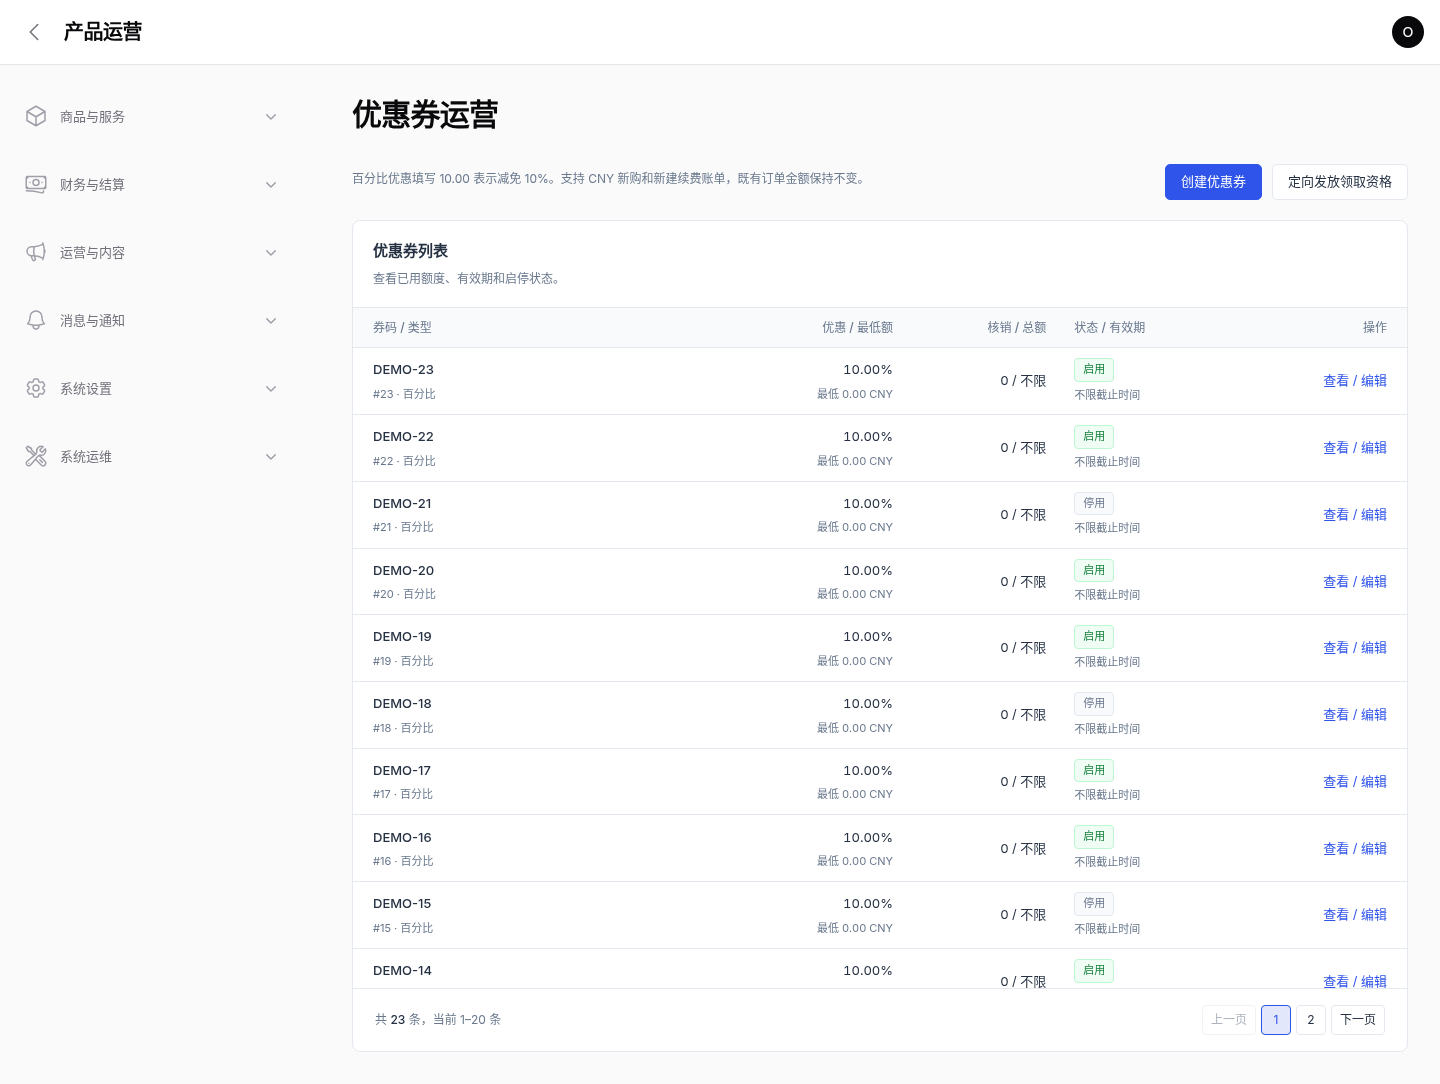 产品运营
O
商品与服务
财务与结算
运营与内容
消息与通知
系统设置
系统运维
优惠券运营
百分比优惠填写 10.00 表示减免 10%。支持 CNY 新购和新建续费账单，既有订单金额保持不变。
创建优惠券
定向发放领取资格
优惠券列表
查看已用额度、有效期和启停状态。
券码 / 类型 优惠 / 最低额 核销 / 总额 状态 / 有效期 操作
DEMO-23 10.00% 0 / 不限 启用 查看 / 编辑
#23 · 百分比 最低 0.00 CNY 不限截止时间
DEMO-22 10.00% 0 / 不限 启用 查看 / 编辑
#22 · 百分比 最低 0.00 CNY 不限截止时间
DEMO-21 10.00% 0 / 不限 停用 查看 / 编辑
#21 · 百分比 最低 0.00 CNY 不限截止时间
DEMO-20 10.00% 0 / 不限 启用 查看 / 编辑
#20 · 百分比 最低 0.00 CNY 不限截止时间
DEMO-19 10.00% 0 / 不限 启用 查看 / 编辑
#19 · 百分比 最低 0.00 CNY 不限截止时间
DEMO-18 10.00% 0 / 不限 停用 查看 / 编辑
#18 · 百分比 最低 0.00 CNY 不限截止时间
DEMO-17 10.00% 0 / 不限 启用 查看 / 编辑
#17 · 百分比 最低 0.00 CNY 不限截止时间
DEMO-16 10.00% 0 / 不限 启用 查看 / 编辑
#16 · 百分比 最低 0.00 CNY 不限截止时间
DEMO-15 10.00% 0 / 不限 停用 查看 / 编辑
#15 · 百分比 最低 0.00 CNY 不限截止时间
DEMO-14 10.00% 0 / 不限 启用 查看 / 编辑
共 23 条，当前 1–20 条
上一页 1 2 下一页